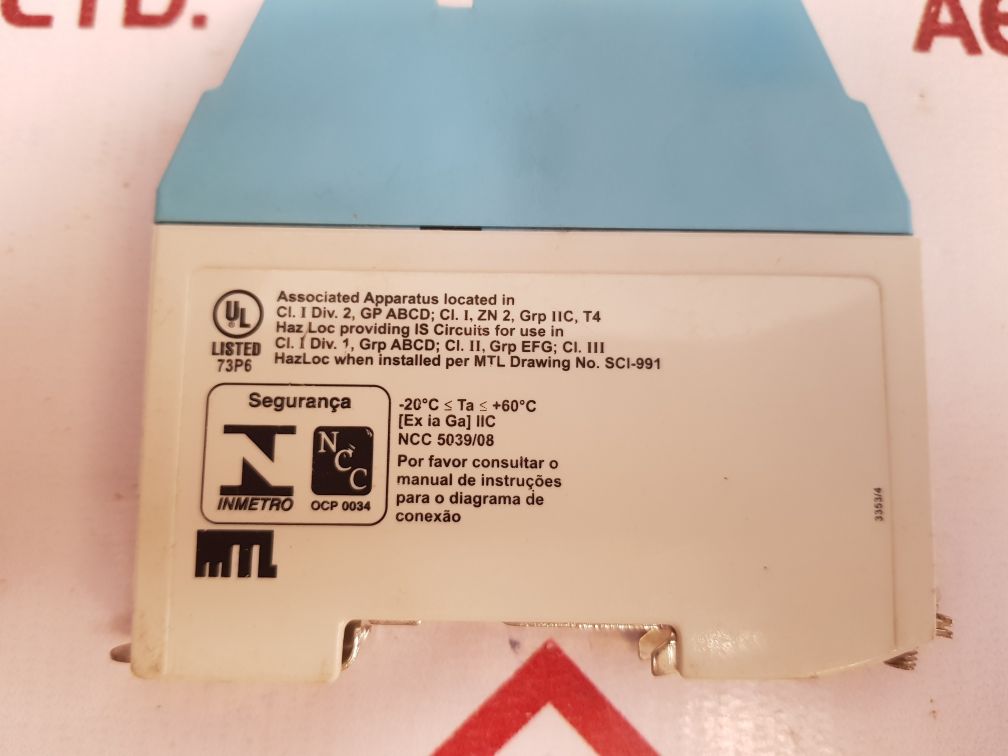 CTD.
Ae
UL
LISTED
73P6
Associated Apparatus located in
Cl. I Div. 2, GP ABCD; Cl. I, ZN 2, Grp IIC, T4
Haz Loc providing IS Circuits for use in
Cl. I Div. 1, Grp ABCD; Cl. II, Grp EFG; Cl. III
HazLoc when installed per MTL Drawing No. SCI-991
Segurança
INMETRO
NCC
OCP 0034
-20°C ≤ Ta ≤ +60°C
[Ex ia Ga] IIC
NCC 5039/08
Por favor consultar o
manual de instruções
para o diagrama de
conexão
MTL
3363/4